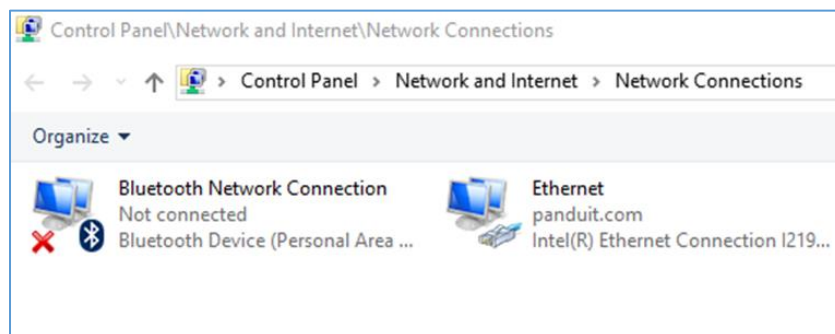 Control Panel\Network and Internet\Network Connections
Control Panel > Network and Internet > Network Connections
Organize
Bluetooth Network Connection
Not connected
Bluetooth Device (Personal Area ...
Ethernet
panduit.com
Intel(R) Ethernet Connection I219...